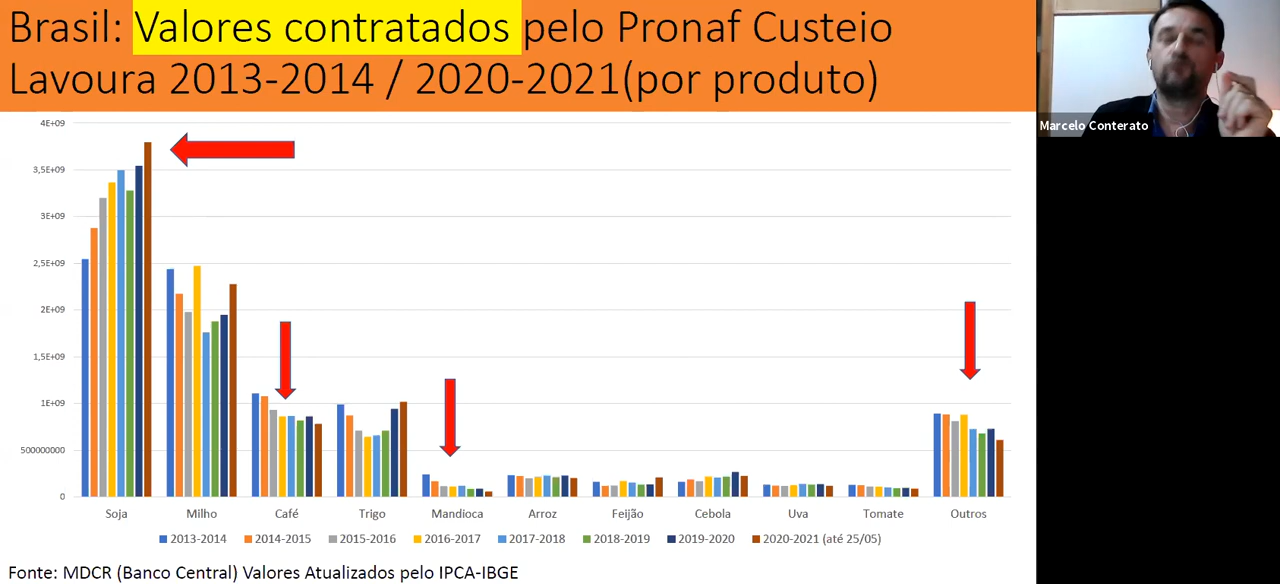 Brasil: Valores contratados pelo Pronaf Custeio
Lavoura 2013-2014 / 2020-2021(por produto)
Marcelo Conterato
4E+09
3,5E+09
3E+09
2,5E+09
2E+09
1,5E+09
1E+09
500000000
0
Soja Milho Café Trigo Mandioca Arroz Feijão Cebola Uva Tomate Outros
2013-2014 2014-2015 2015-2016 2016-2017 2017-2018 2018-2019 2019-2020 2020-2021 (até 25/05)
Fonte: MDCR (Banco Central) Valores Atualizados pelo IPCA-IBGE